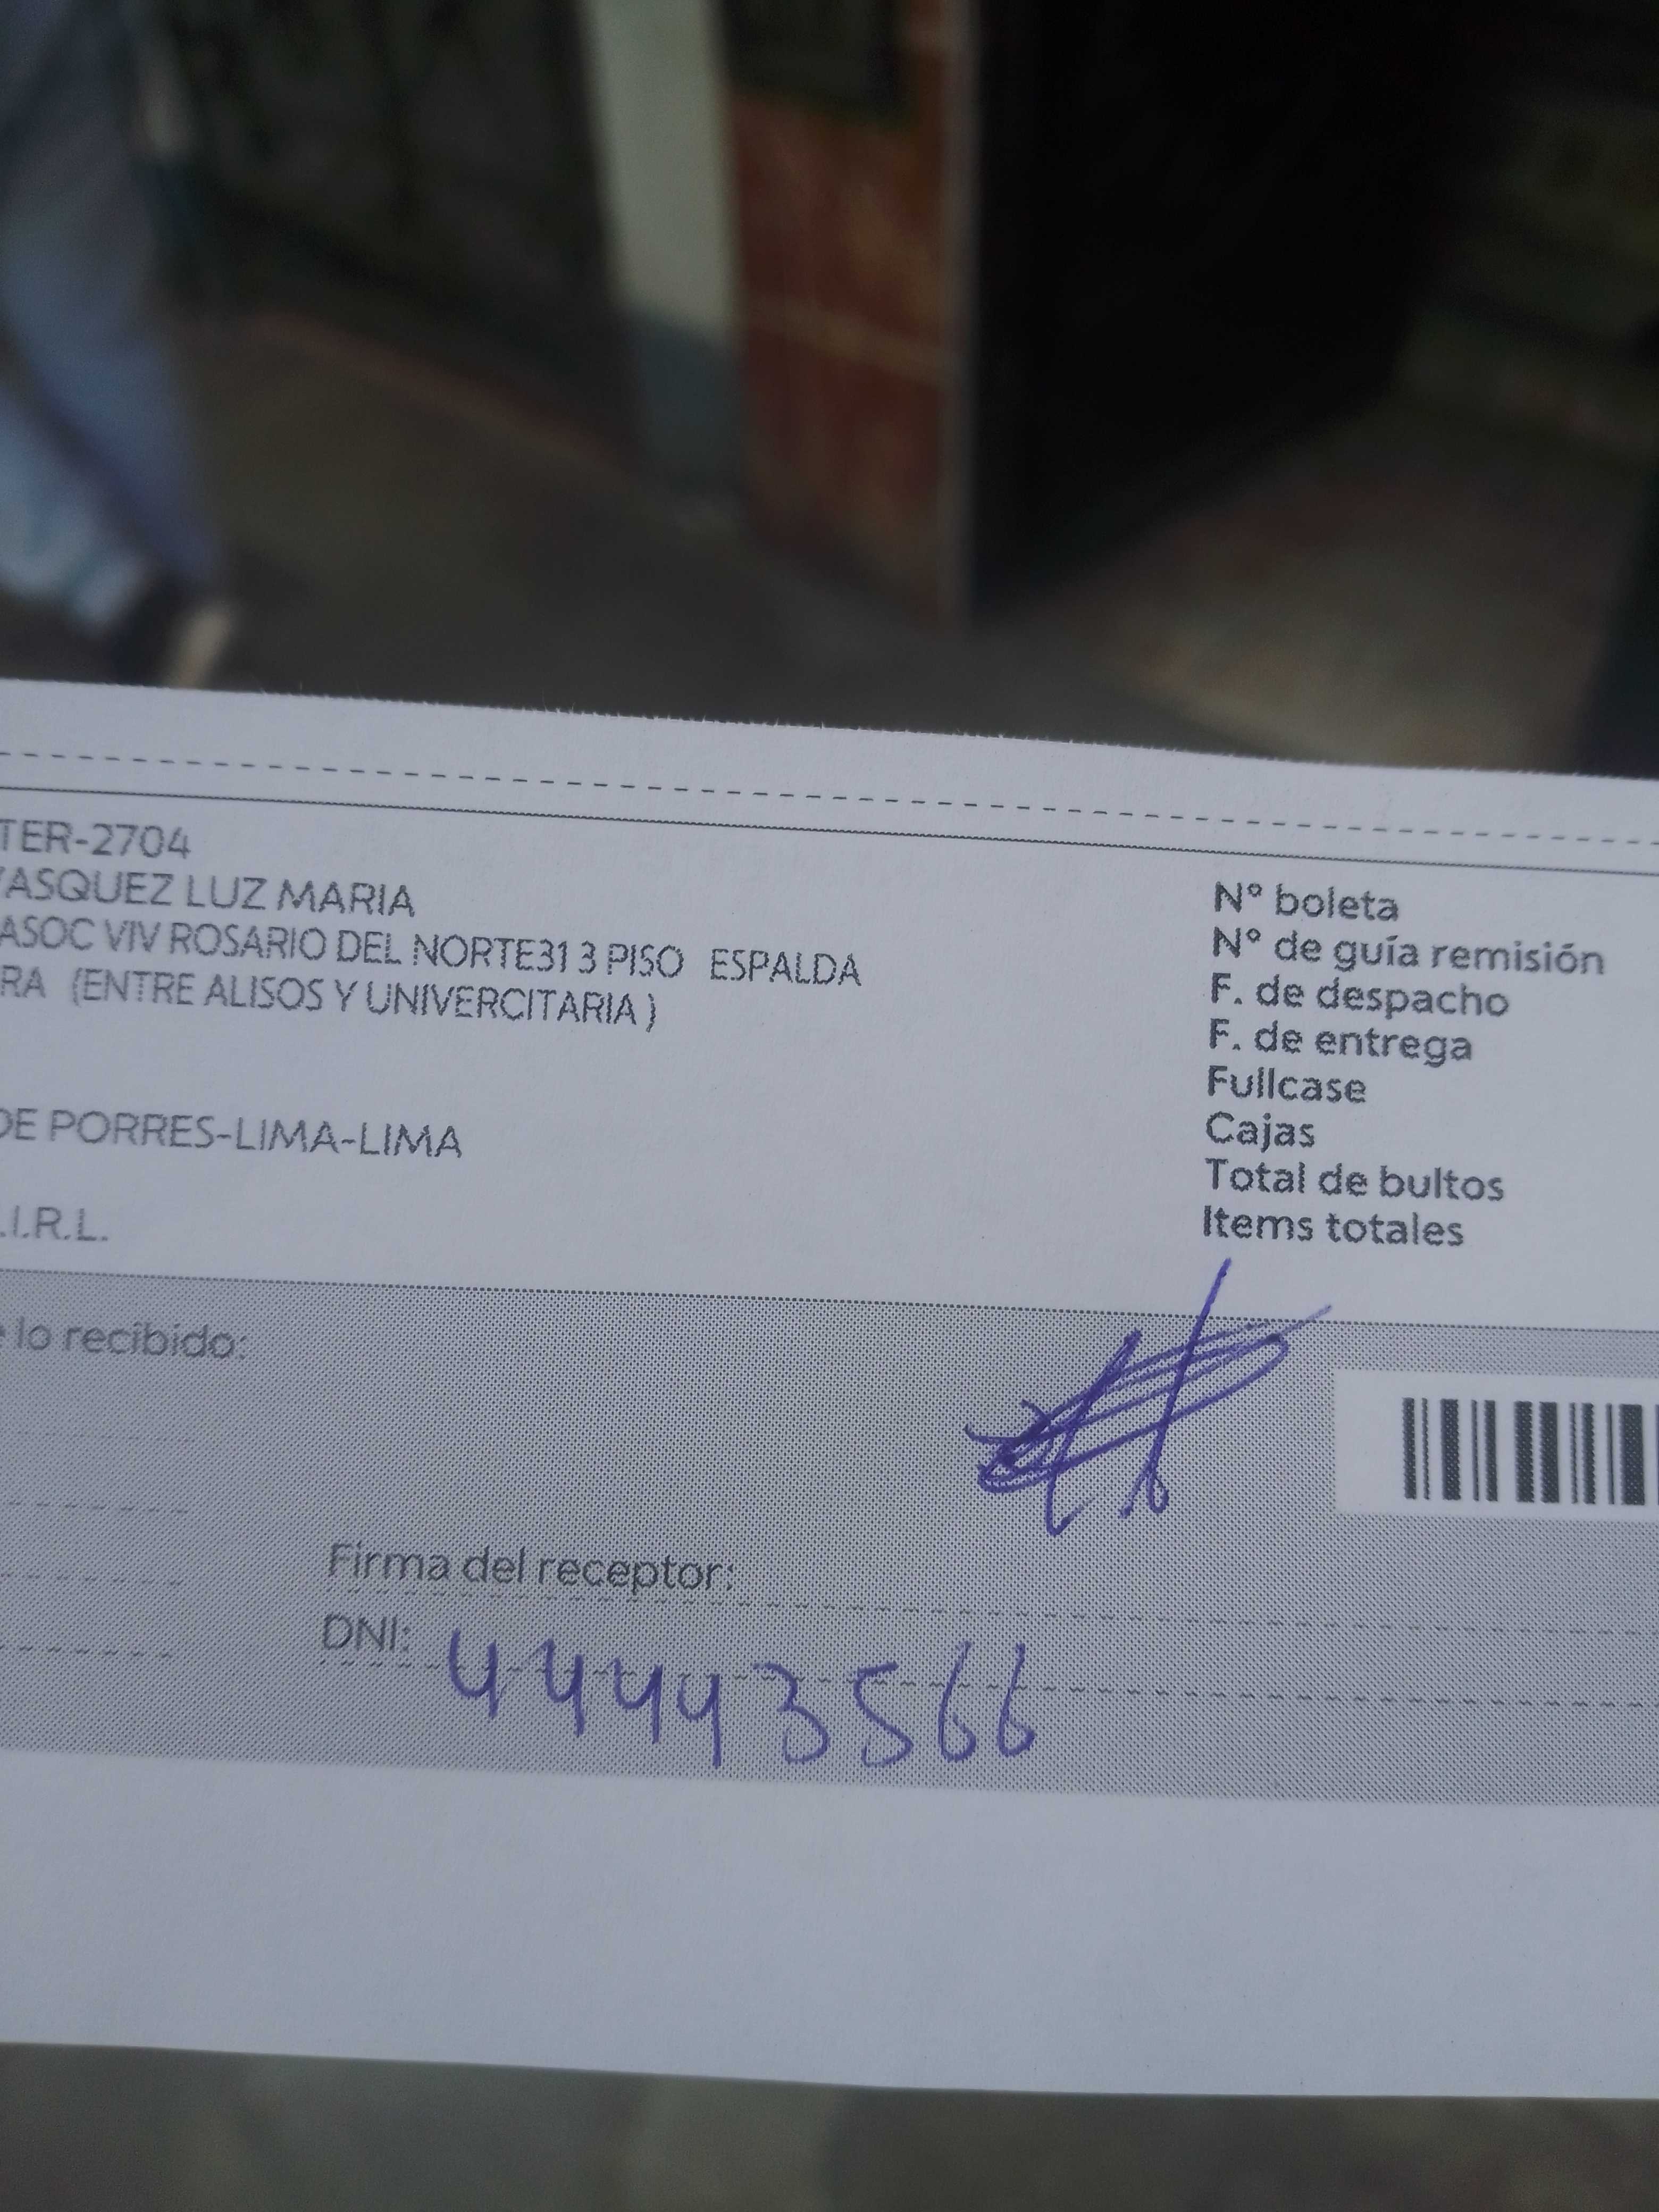 TER-2704
VASQUEZ LUZ MARIA
ASOC VIV ROSARIO DEL NORTE31 3 PISO ESPALDA
RA (ENTRE ALISOS Y UNIVERCITARIA )
DE PORRES-LIMA-LIMA
.I.R.L.
Nº boleta
Nº de guía remisión
F. de despacho
F. de entrega
Fullcase
Cajas
Total de bultos
Items totales
e lo recibido:
Firma del receptor:
DNI: 44443566